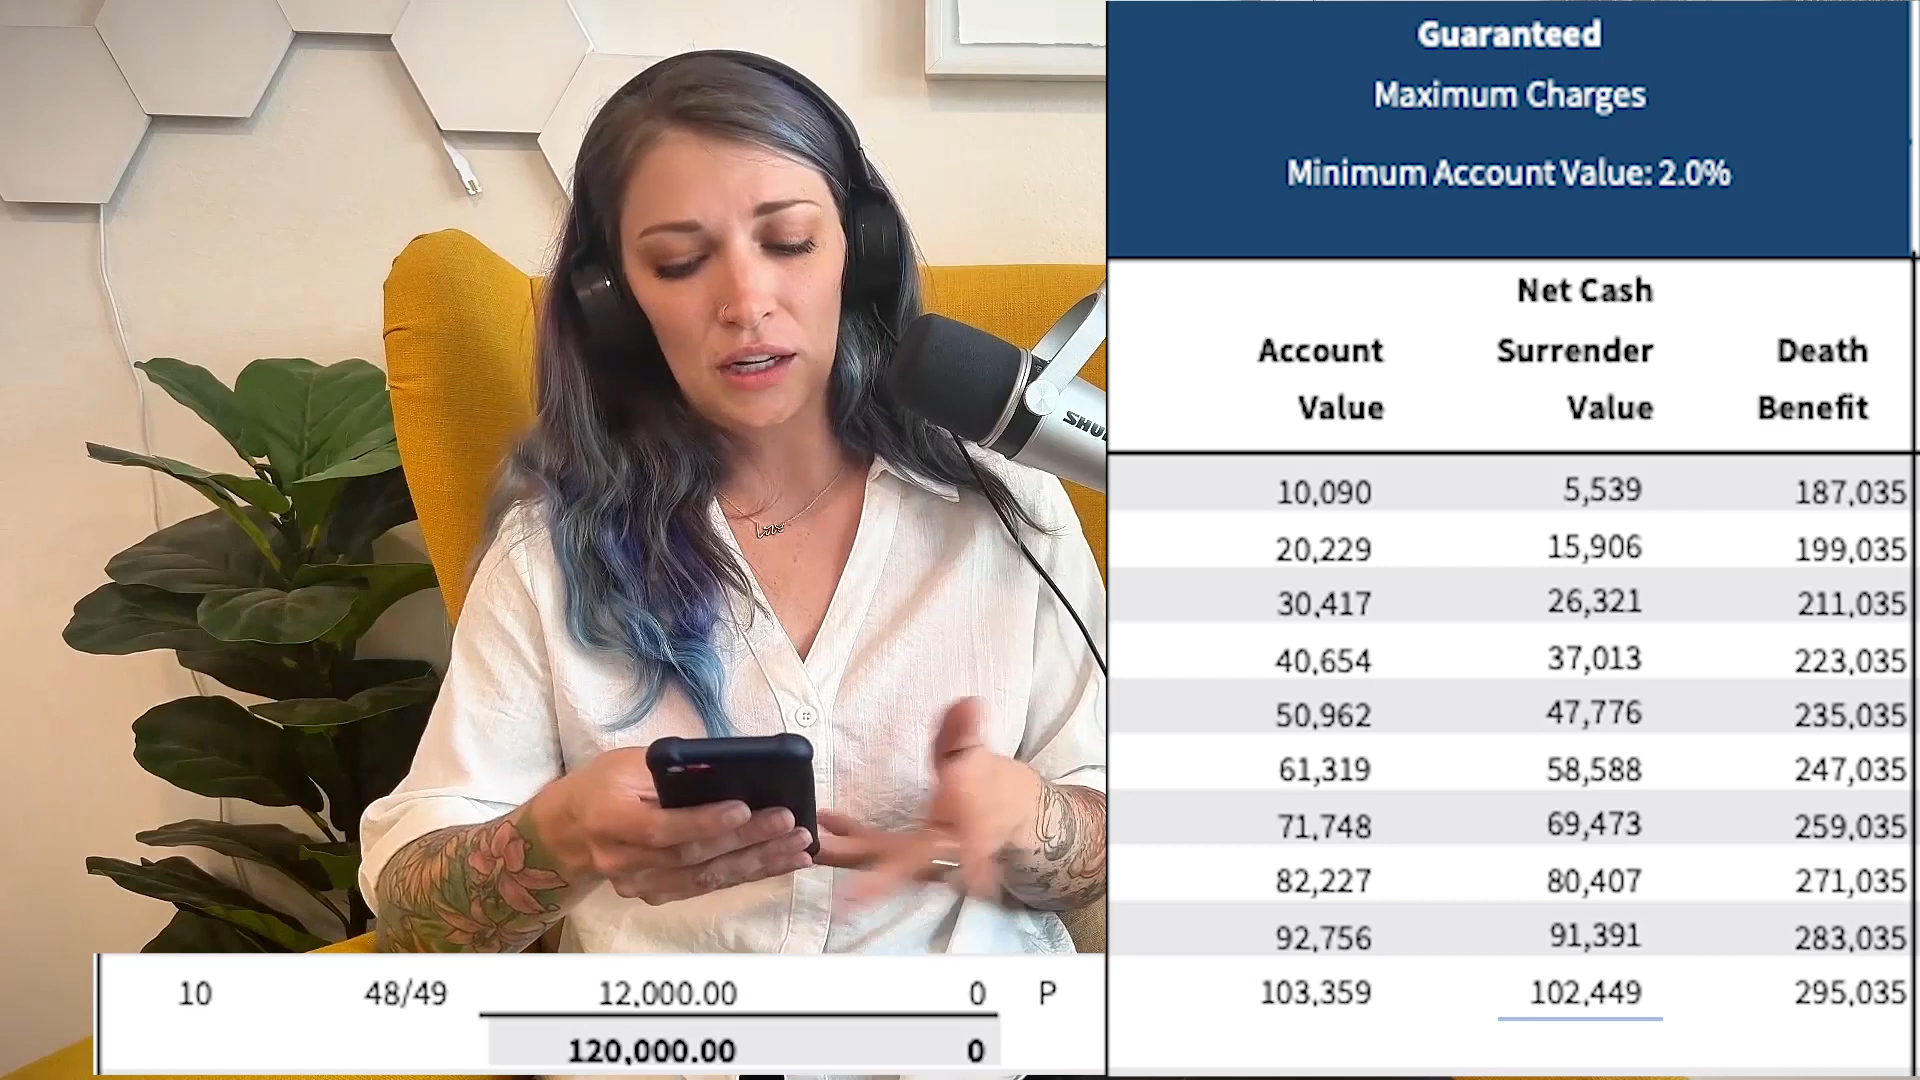 Guaranteed
Maximum Charges
Minimum Account Value: 2.0%
Net Cash
Account Surrender Death
Value Value Benefit
10,090 5,539 187,035
20,229 15,906 199,035
30,417 26,321 211,035
40,654 37,013 223,035
50,962 47,776 235,035
61,319 58,588 247,035
71,748 69,473 259,035
82,227 80,407 271,035
92,756 91,391 283,035
103,359 102,449 295,035
10 48/49 12,000.00 0 P
120,000.00 0